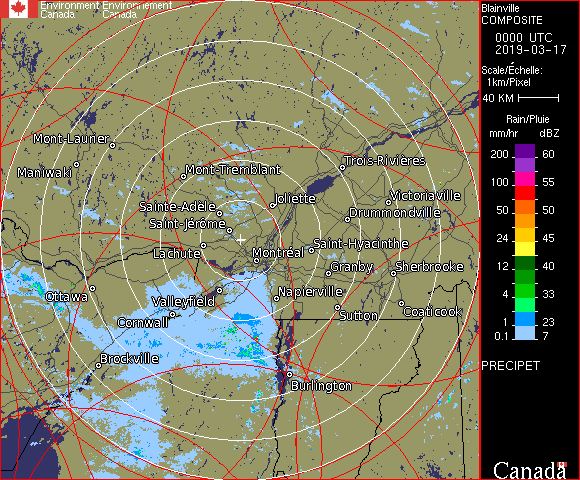 Environment Environnement
Canada Canada
Blainville
COMPOSITE
0000 UTC
2019-03-17
Scale/Échelle:
1km/Pixel
40 KM
Rain/Pluie
mm/hr dBZ
200 60
100 55
50 50
24 45
12 40
4 33
1 23
0.1 7
PRECIPET
Mont-Laurier
Maniwaki
Mont-Tremblant
Trois-Rivières
Sainte-Adèle
Joliette
Victoriaville
Drummondville
Saint-Jérôme
Lachute
Montréal
Saint-Hyacinthe
Granby
Sherbrooke
Ottawa
Valleyfield
Napierville
Cornwall
Sutton
Coaticook
Brockville
Burlington
Canada